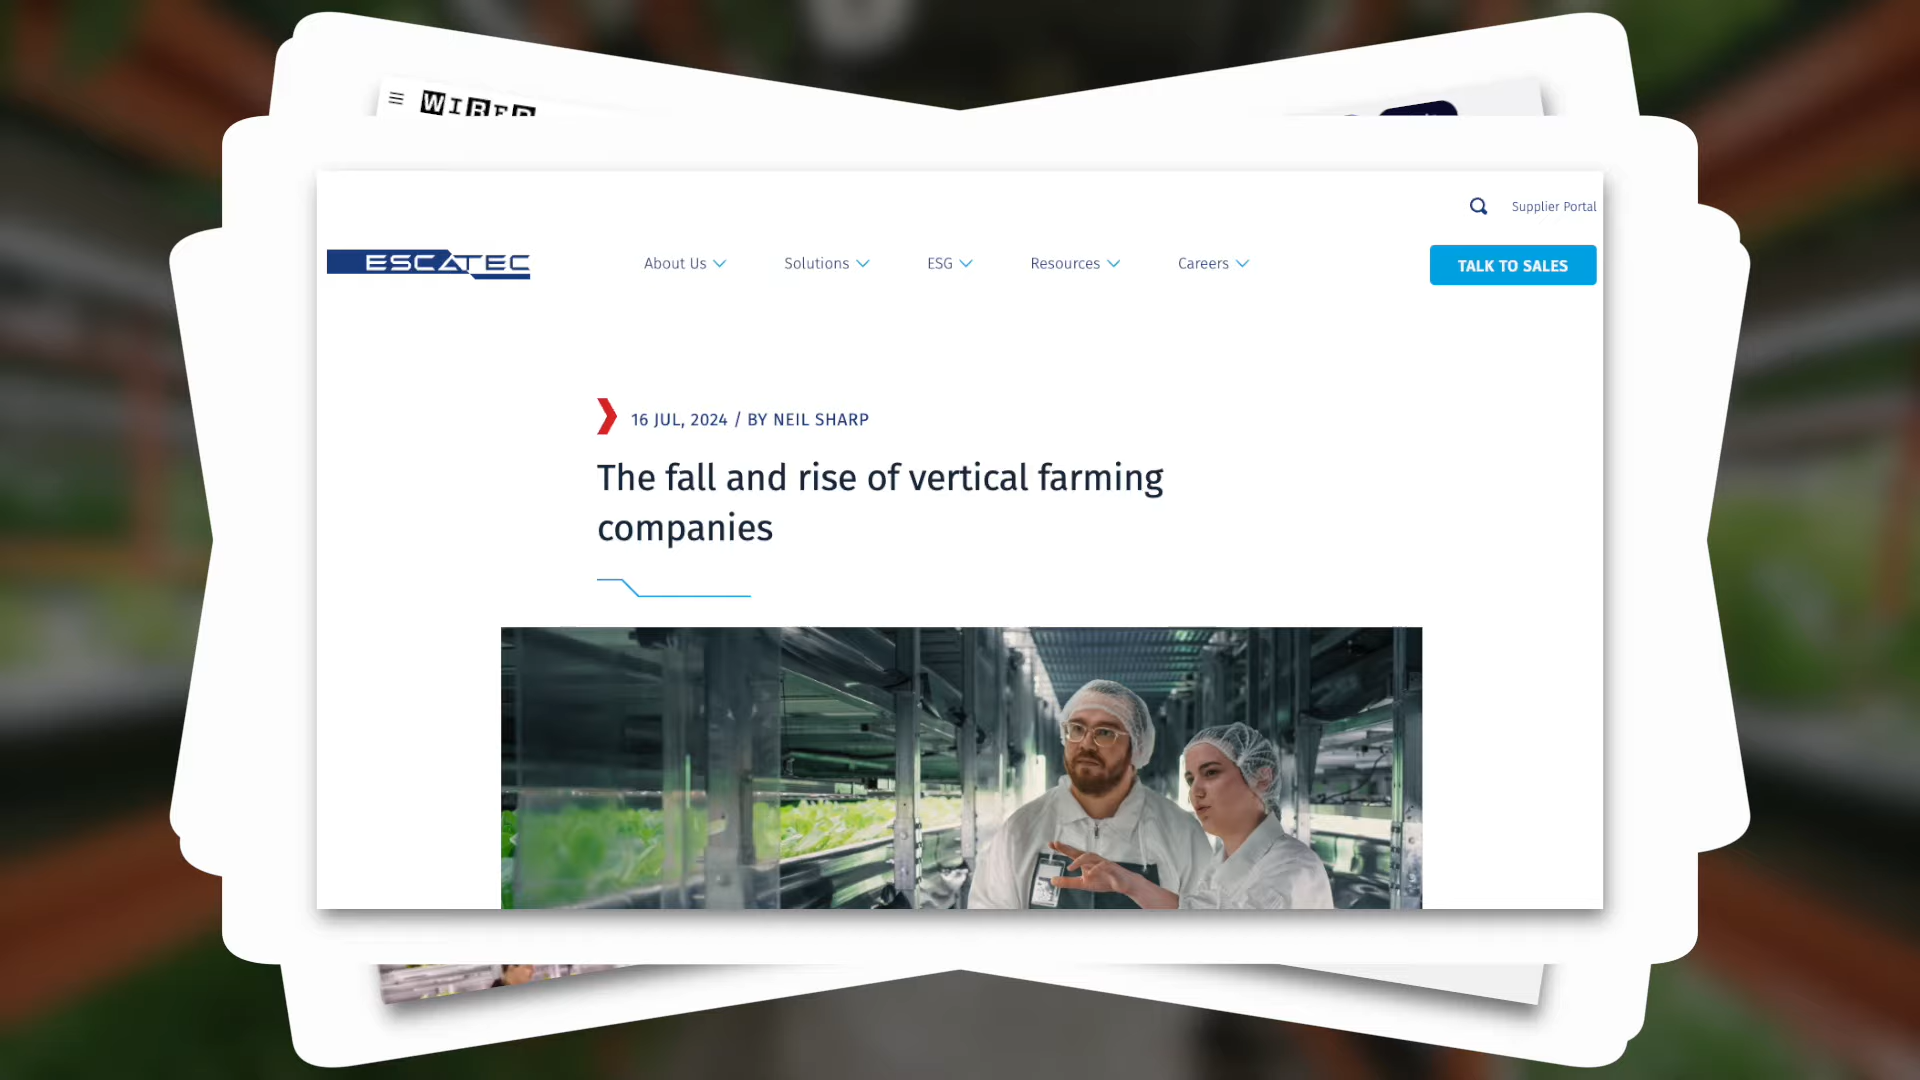 WIRED
Supplier Portal
ESCATEC
About Us
Solutions
ESG
Resources
Careers
TALK TO SALES
16 JUL, 2024 / BY NEIL SHARP
The fall and rise of vertical farming
companies